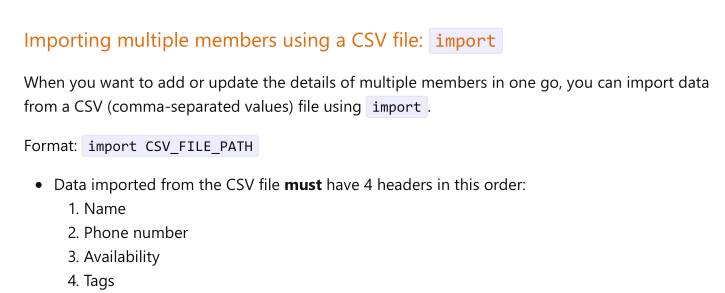 Importing multiple members using a CSV file: import
When you want to add or update the details of multiple members in one go, you can import data
from a CSV (comma-separated values) file using import.
Format: import CSV_FILE_PATH
• Data imported from the CSV file must have 4 headers in this order:
1. Name
2. Phone number
3. Availability
4. Tags